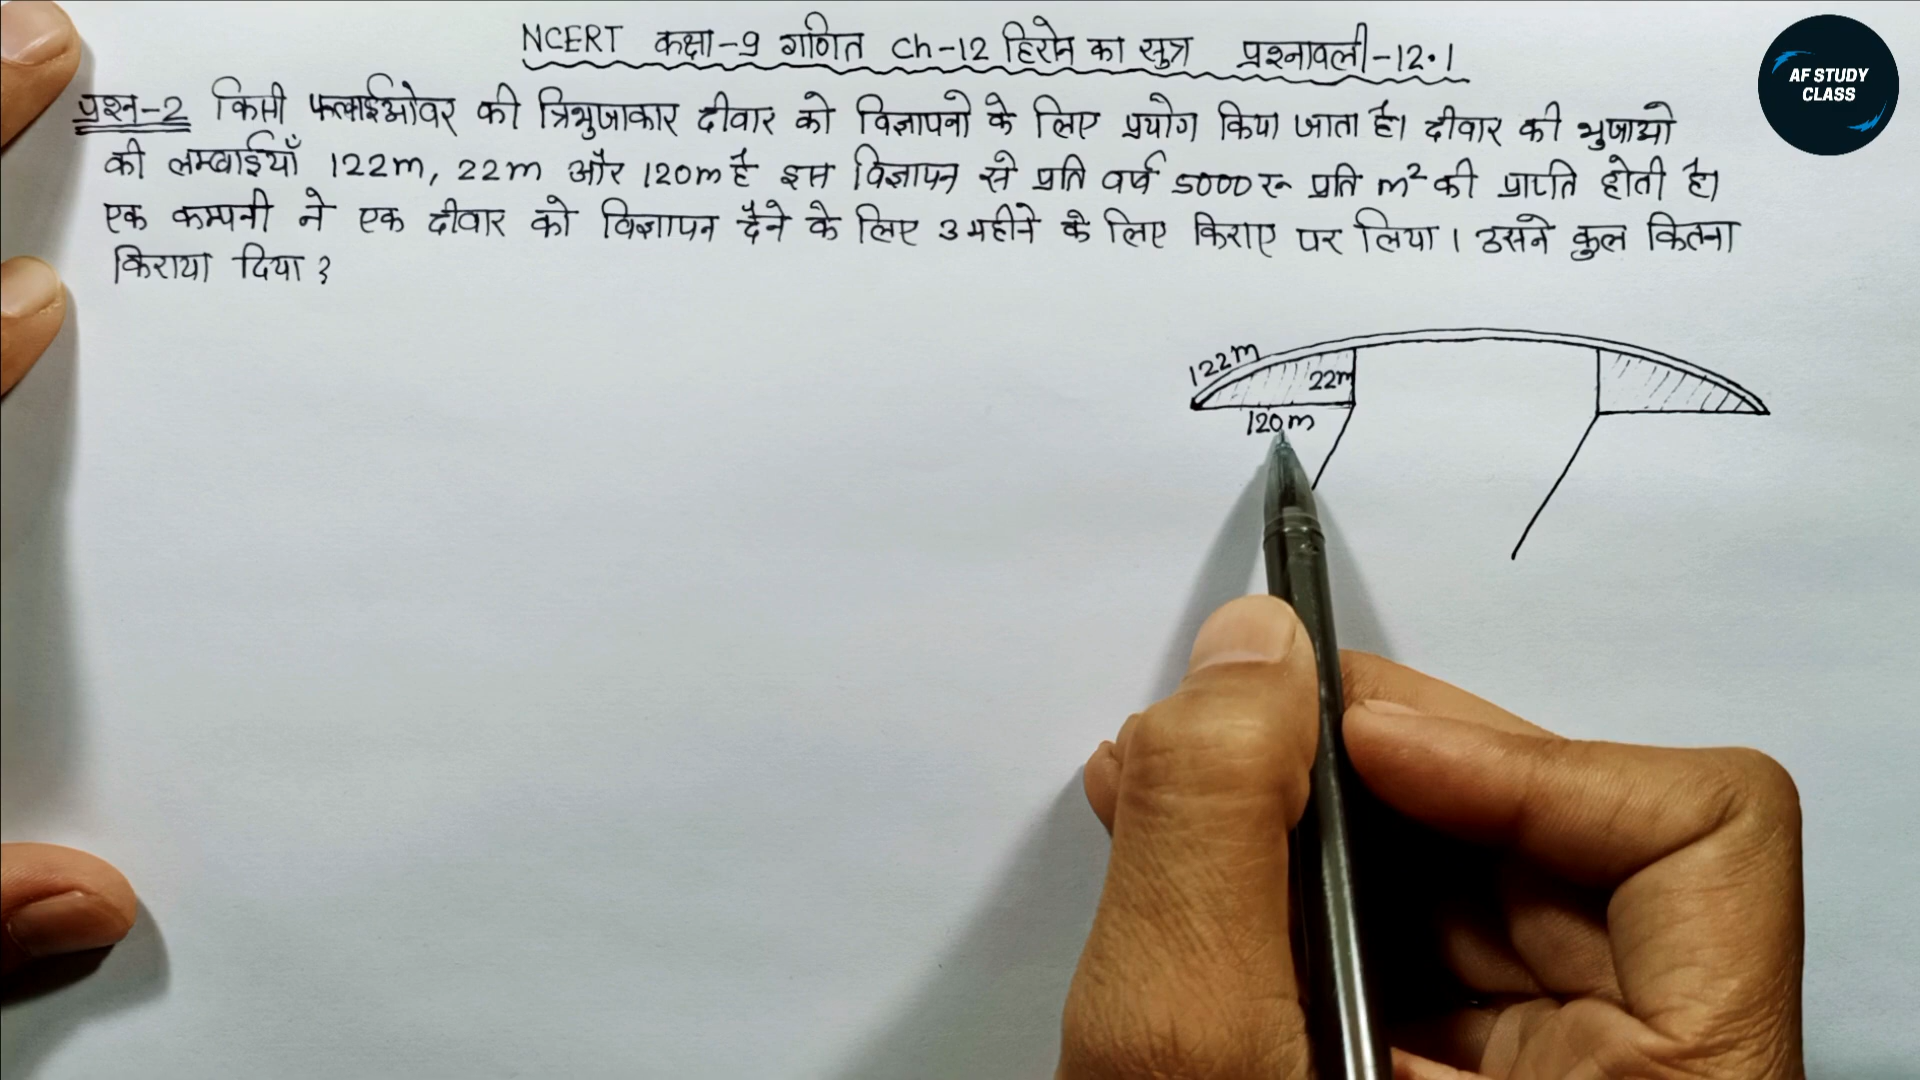 NCERT कक्षा-9 गणित Ch-12 हिरोन का सुत्र प्रश्नावली-12.1
प्रश्न-2 किसी फ्लाईओवर की त्रिभुजाकार दीवार को विज्ञापनो के लिए प्रयोग किया जाता है। दीवार की भुजाओ
की लम्बाईयाँ 122m, 22m और 120m है इस विज्ञापन से प्रति वर्ष 5000रू प्रति m² की प्राप्ति होती है।
एक कम्पनी ने एक दीवार को विज्ञापन देने के लिए 3 महीने के लिए किराए पर लिया। उसने कुल कितना
किराया दिया?
122m
22m
120m
AF STUDY
CLASS